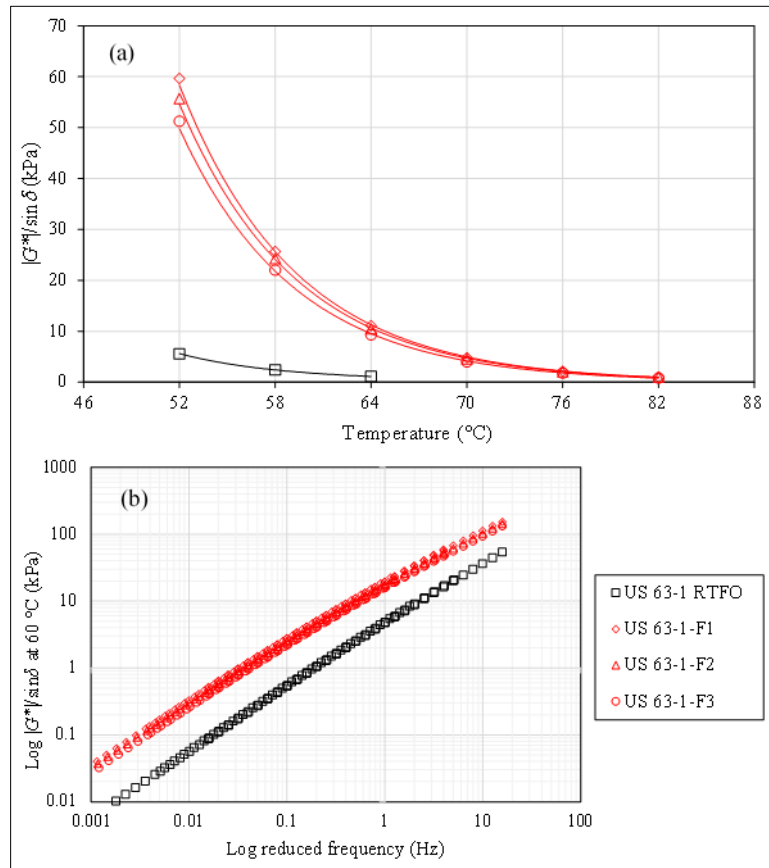 (a)
70
60
50
40
30
20
10
0
|G*|/sin δ (kPa)
46 52 58 64 70 76 82 88
Temperature (°C)
(b)
1000
100
10
1
0.1
0.01
Log |G*|/sinδ at 60 °C (kPa)
0.001 0.01 0.1 1 10 100
Log reduced frequency (Hz)
US 63-1 RTFO
US 63-1-F1
US 63-1-F2
US 63-1-F3